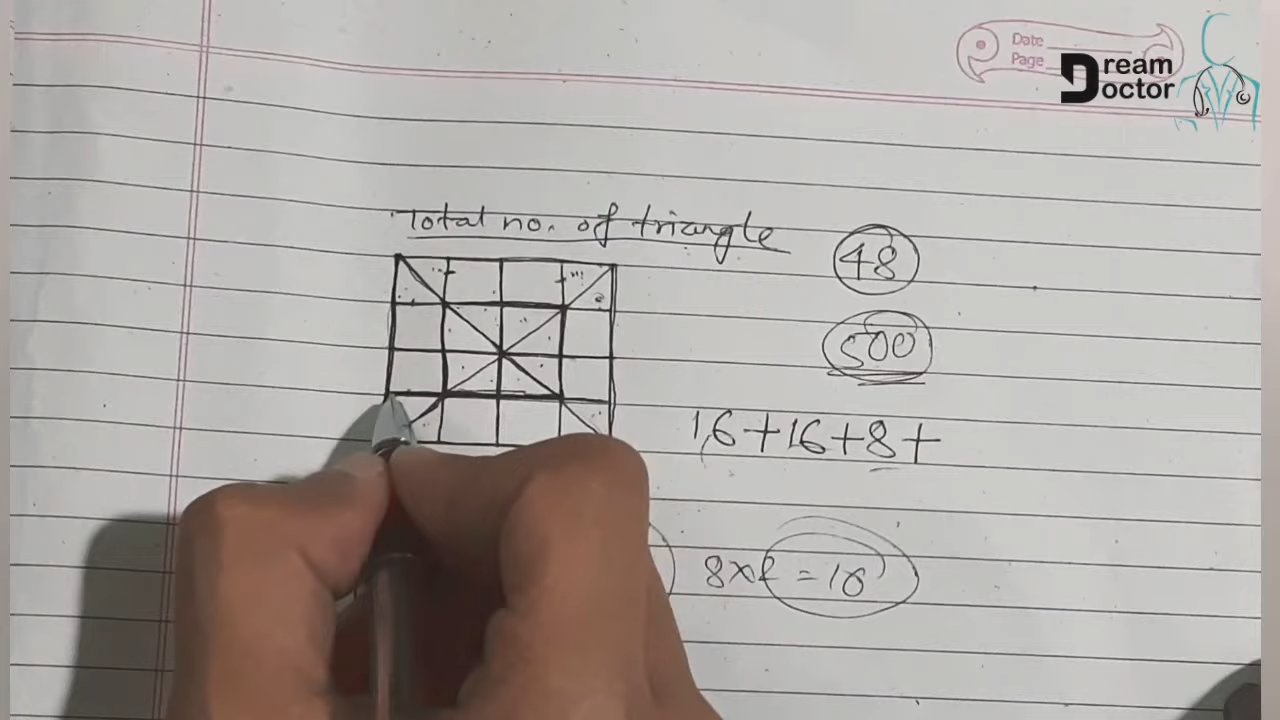 Date
Page
Dream
Doctor
Total no. of triangle
48
500
16+16+8+
8x2=16